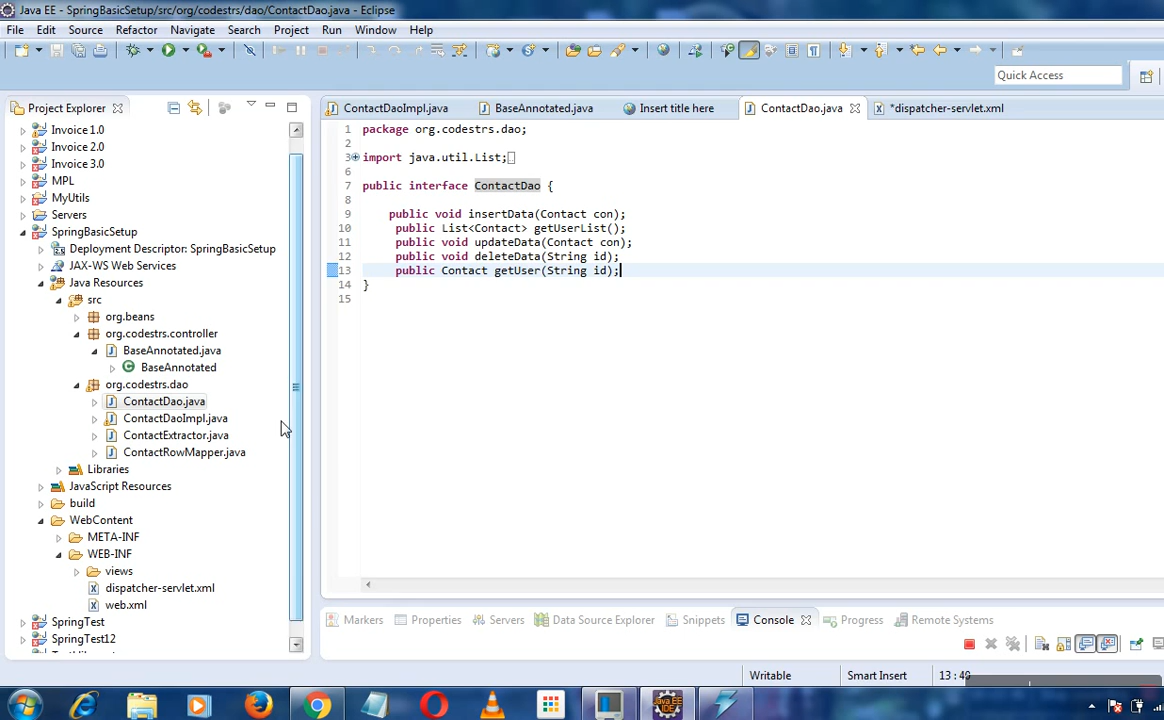 Java EE - SpringBasicSetup/src/org/codestrs/dao/ContactDao.java - Eclipse
File Edit Source Refactor Navigate Search Project Run Window Help
Quick Access
Project Explorer
ContactDaoImpl.java BaseAnnotated.java Insert title here ContactDao.java *dispatcher-servlet.xml
Invoice 1.0
Invoice 2.0
Invoice 3.0
MPL
MyUtils
Servers
SpringBasicSetup
Deployment Descriptor: SpringBasicSetup
JAX-WS Web Services
Java Resources
src
org.beans
org.codestrs.controller
BaseAnnotated.java
BaseAnnotated
org.codestrs.dao
ContactDao.java
ContactDaoImpl.java
ContactExtractor.java
ContactRowMapper.java
Libraries
JavaScript Resources
build
WebContent
META-INF
WEB-INF
views
dispatcher-servlet.xml
web.xml
SpringTest
SpringTest12
1 package org.codestrs.dao;
2
3 import java.util.List;
6
7 public interface ContactDao {
8
9 public void insertData(Contact con);
10 public List<Contact> getUserList();
11 public void updateData(Contact con);
12 public void deleteData(String id);
13 public Contact getUser(String id);
14 }
15
Markers Properties Servers Data Source Explorer Snippets Console Progress Remote Systems
Writable Smart Insert 13 : 40
Java EE IDE